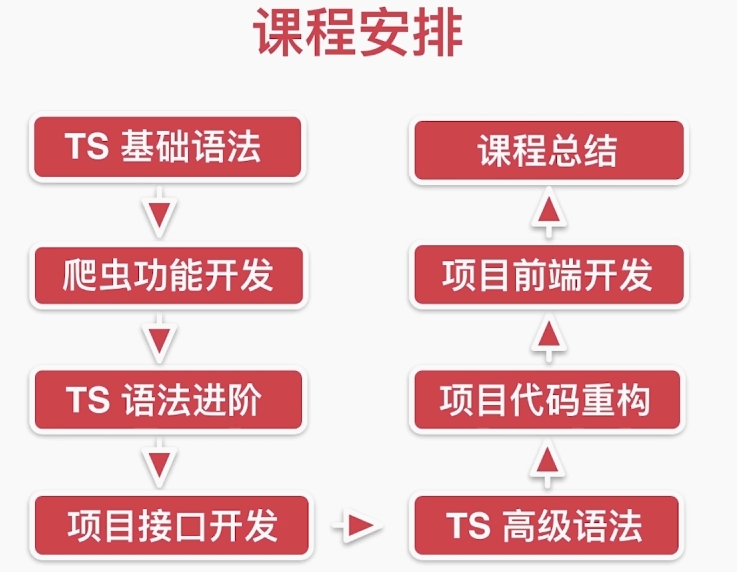 课程安排
TS 基础语法
爬虫功能开发
TS 语法进阶
项目接口开发
TS 高级语法
项目代码重构
项目前端开发
课程总结